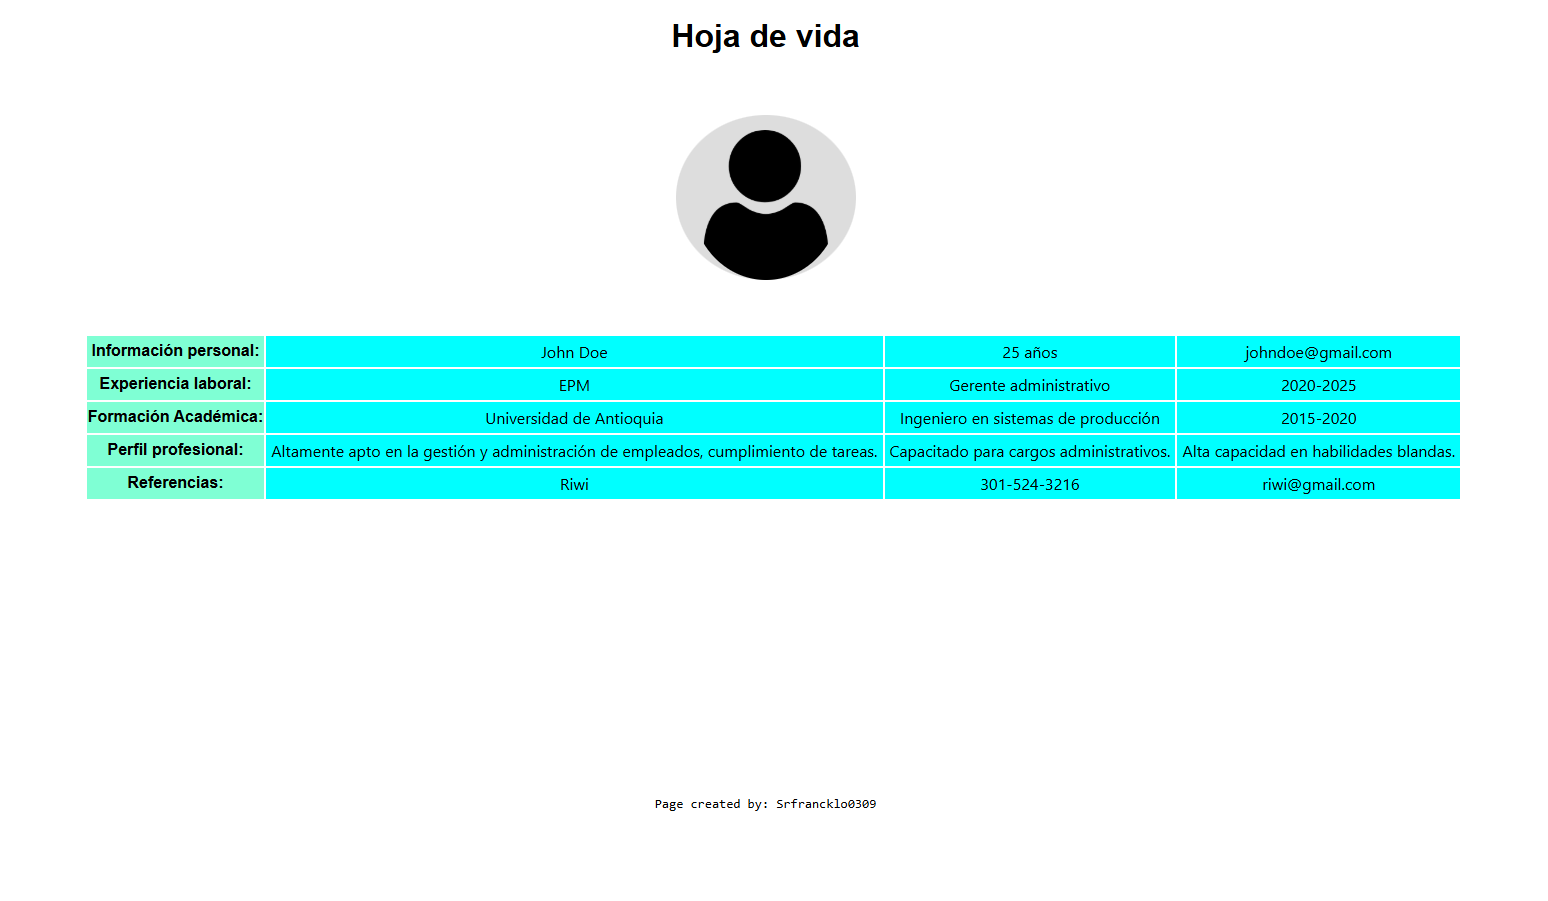 Hoja de vida
Información personal: John Doe 25 años johndoe@gmail.com
Experiencia laboral: EPM Gerente administrativo 2020-2025
Formación Académica: Universidad de Antioquia Ingeniero en sistemas de producción 2015-2020
Perfil profesional: Altamente apto en la gestión y administración de empleados, cumplimiento de tareas. Capacitado para cargos administrativos. Alta capacidad en habilidades blandas.
Referencias: Riwi 301-524-3216 riwi@gmail.com
Page created by: Srfrancklo0309